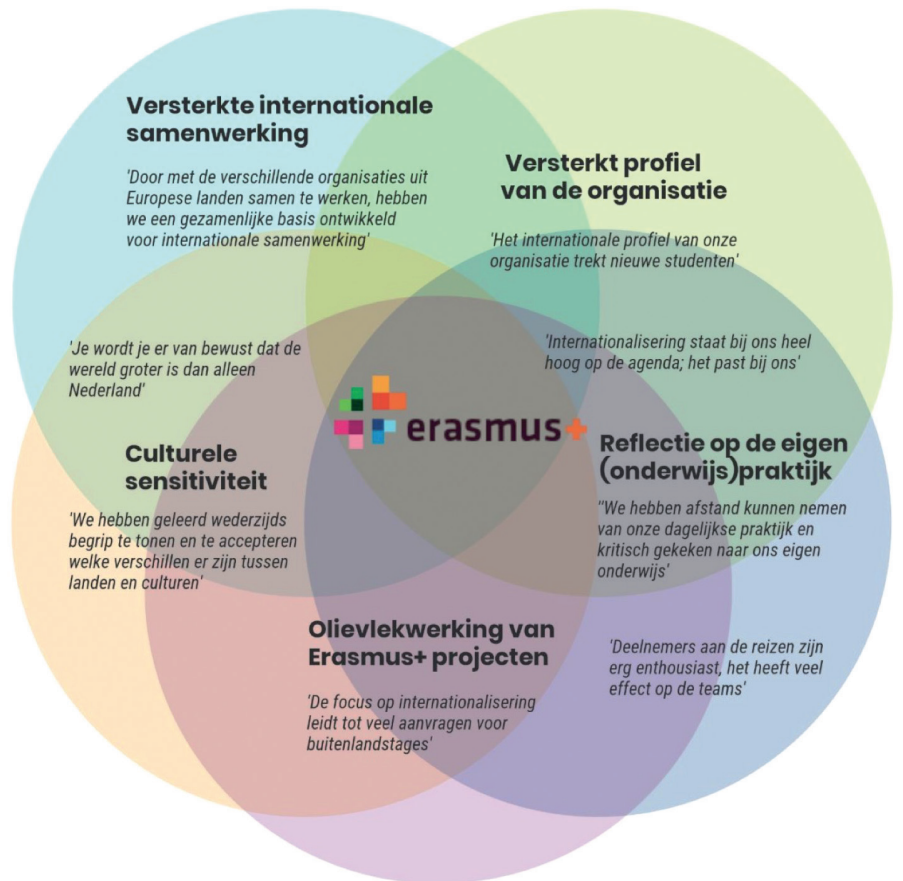 Versterkte internationale
samenwerking
'Door met de verschillende organisaties uit
Europese landen samen te werken, hebben
we een gezamenlijke basis ontwikkeld
voor internationale samenwerking'
Versterkt profiel
van de organisatie
'Het internationale profiel van onze
organisatie trekt nieuwe studenten'
'Je wordt je er van bewust dat de
wereld groter is dan alleen
Nederland'
'Internationalisering staat bij ons heel
hoog op de agenda; het past bij ons'
erasmus+
Culturele
sensitiviteit
'We hebben geleerd wederzijds
begrip te tonen en te accepteren
welke verschillen er zijn tussen
landen en culturen'
Reflectie op de eigen
(onderwijs)praktijk
''We hebben afstand kunnen nemen
van onze dagelijkse praktijk en
kritisch gekeken naar ons eigen
onderwijs'
Olievlekwerking van
Erasmus+ projecten
'De focus op internationalisering
leidt tot veel aanvragen voor
buitenlandstages'
'Deelnemers aan de reizen zijn
erg enthousiast, het heeft veel
effect op de teams'